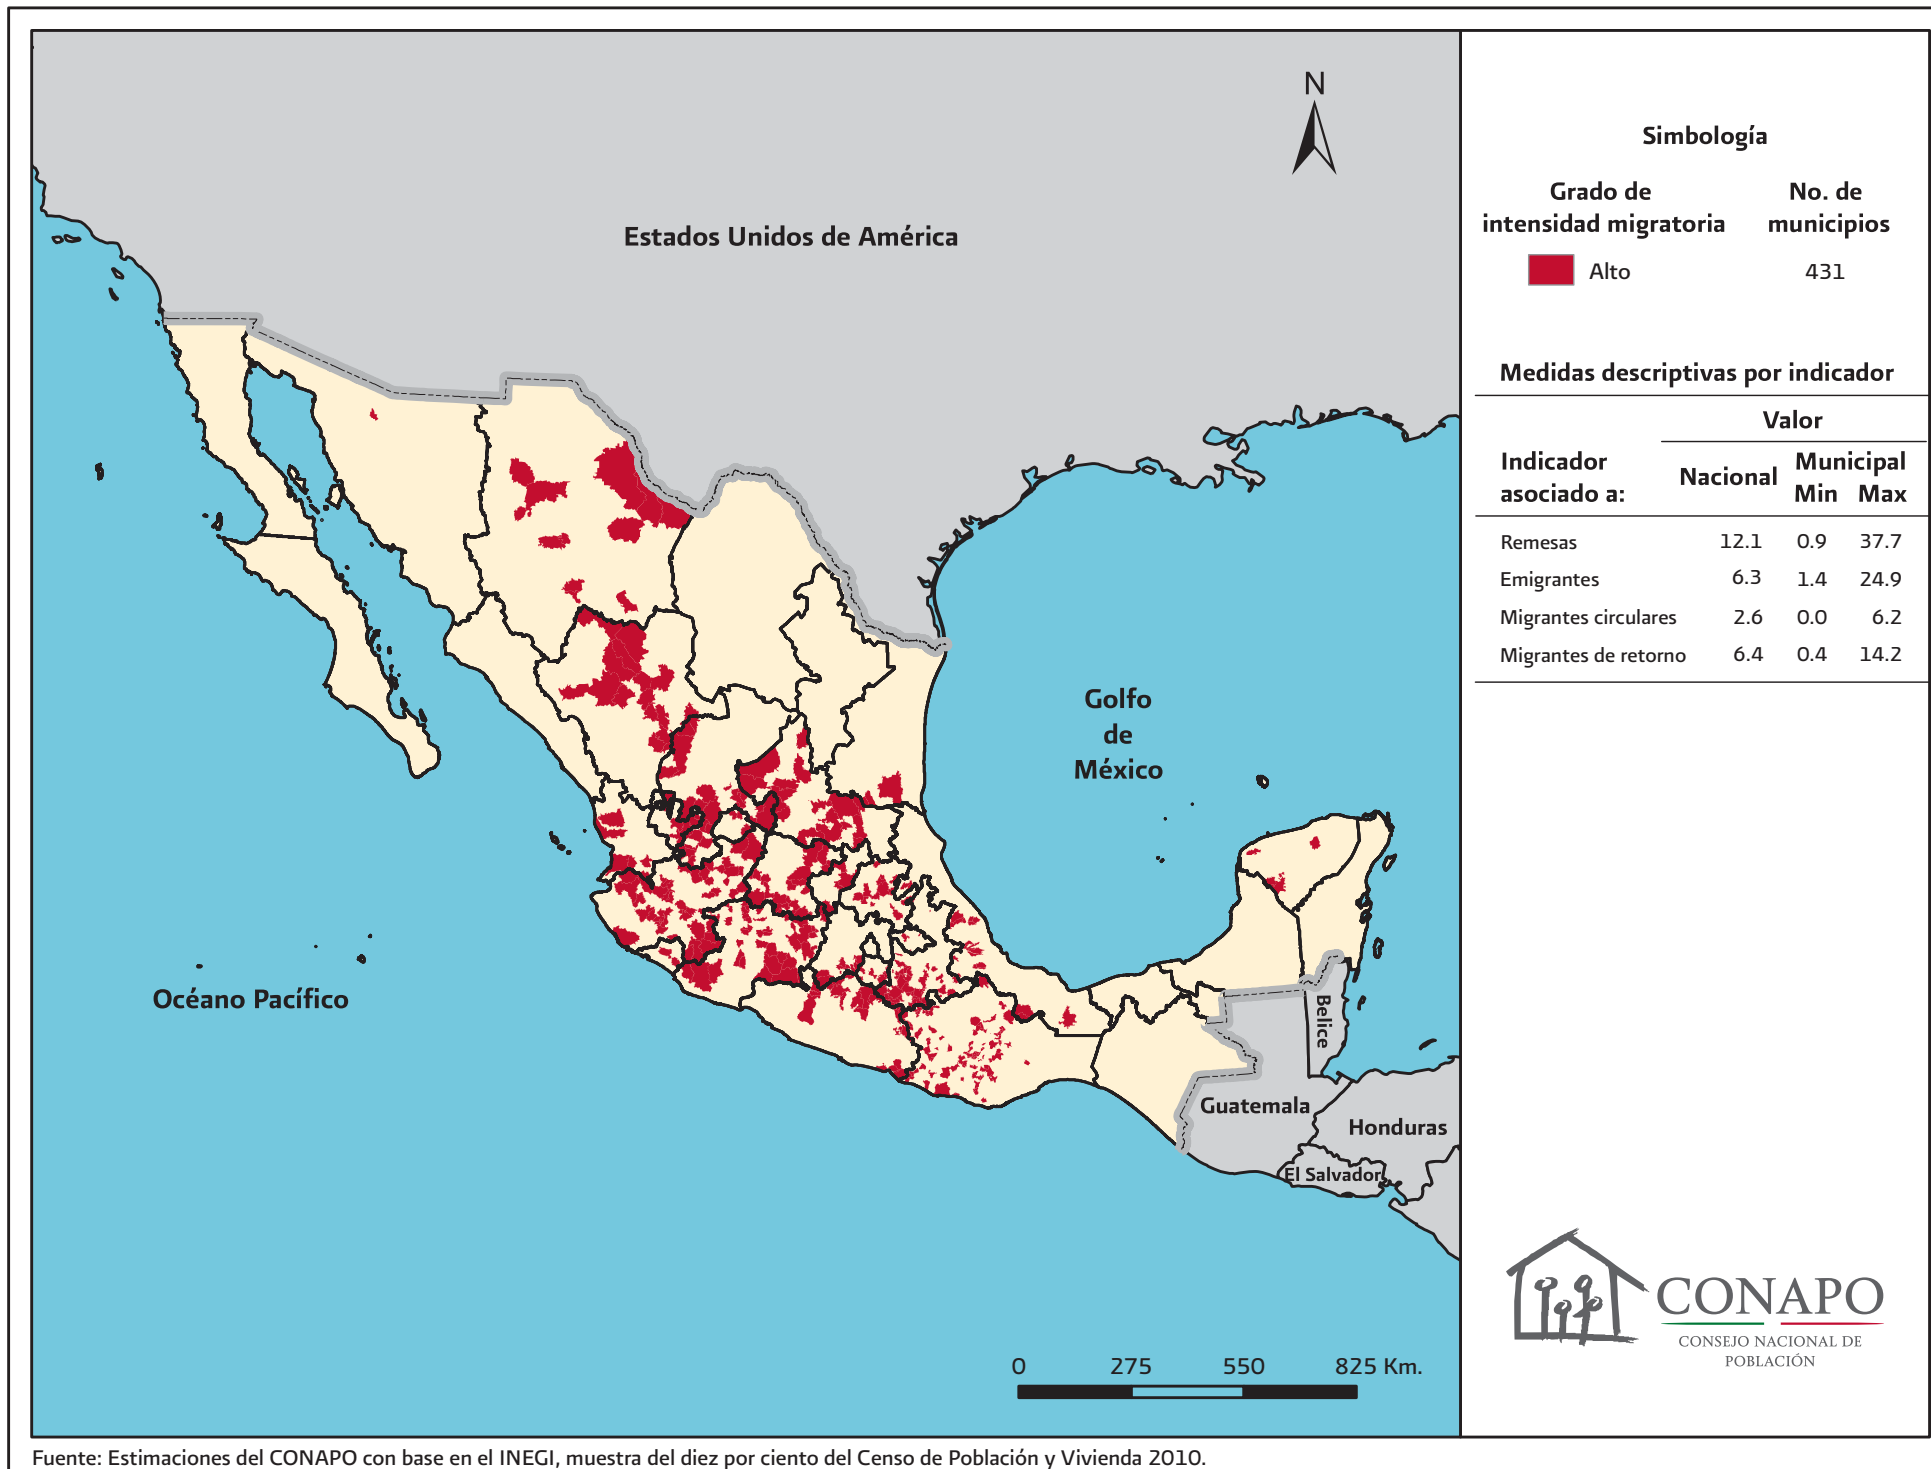 N
Estados Unidos de América
Golfo
de
México
Océano Pacífico
Belice
Guatemala
Honduras
El Salvador
0 275 550 825 Km.
Simbología
Grado de intensidad migratoria No. de municipios
Alto 431
Medidas descriptivas por indicador
Valor
Indicador asociado a: Nacional Municipal
Min Max
Remesas 12.1 0.9 37.7
Emigrantes 6.3 1.4 24.9
Migrantes circulares 2.6 0.0 6.2
Migrantes de retorno 6.4 0.4 14.2
CONAPO
CONSEJO NACIONAL DE
POBLACIÓN
Fuente: Estimaciones del CONAPO con base en el INEGI, muestra del diez por ciento del Censo de Población y Vivienda 2010.